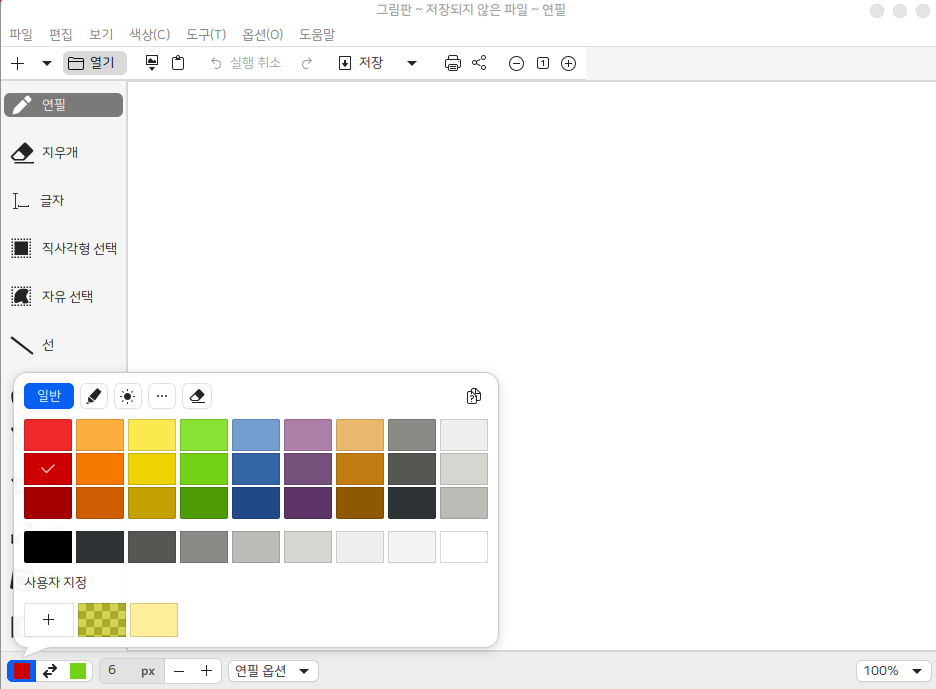 그림판 ~ 저장되지 않은 파일 ~ 연필
파일 편집 보기 색상(C) 도구(T) 옵션(O) 도움말
열기 실행 취소 저장 1
연필
지우개
글자
직사각형 선택
자유 선택
선
일반
사용자 지정
6 px 연필 옵션 100%